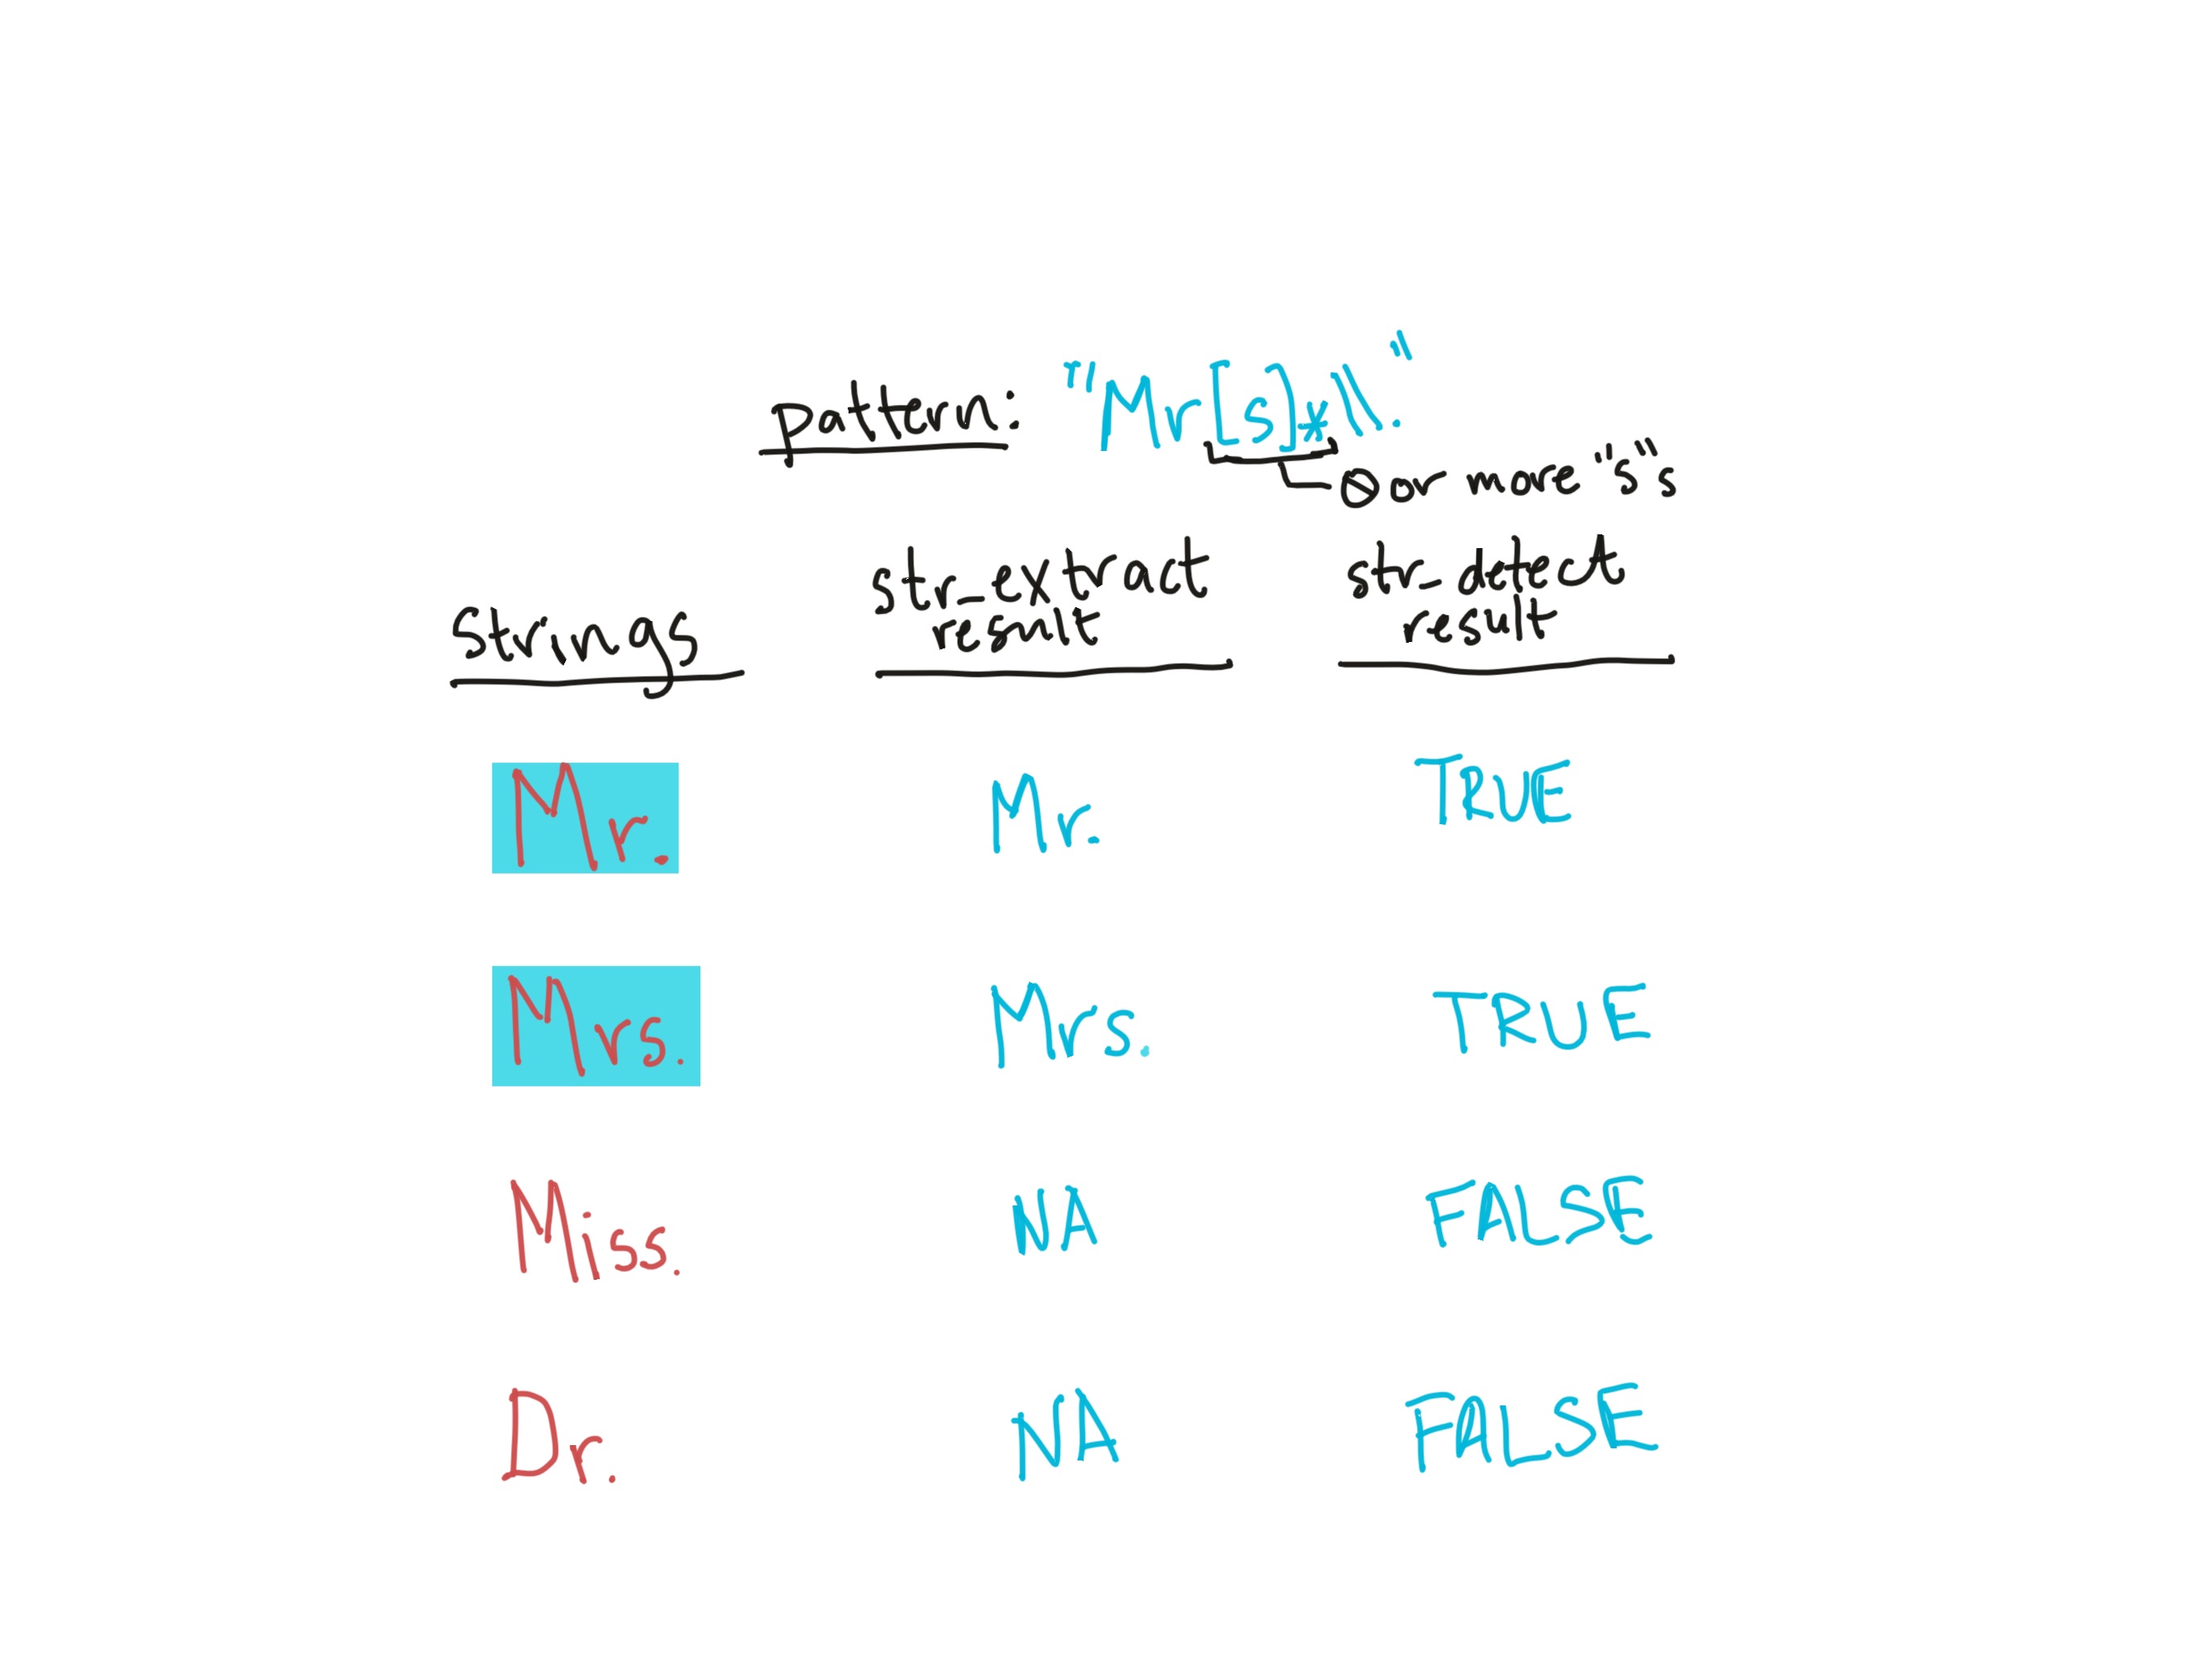 pattern: "Mr[s]*\\."
0 or more "s"s
strings str_extract result str_detect result
Mr. Mr. TRUE
Mrs. Mrs. TRUE
Miss. NA FALSE
Dr. NA FALSE